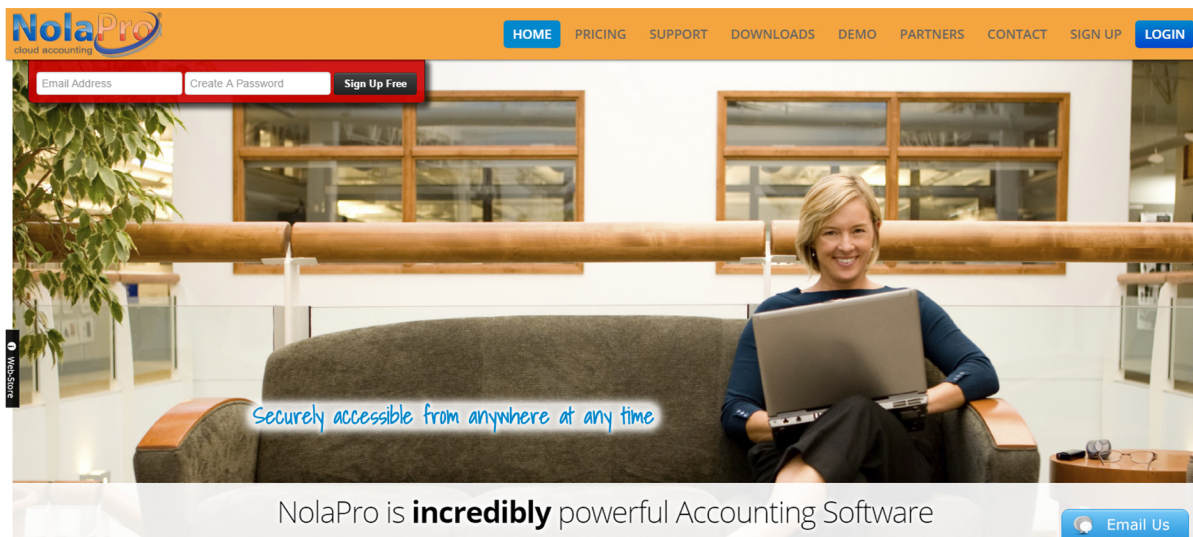 NolaPro
cloud accounting
HOME PRICING SUPPORT DOWNLOADS DEMO PARTNERS CONTACT SIGN UP LOGIN
Email Address Create A Password Sign Up Free
Web-Store
Securely accessible from anywhere at any time
NolaPro is incredibly powerful Accounting Software
Email Us